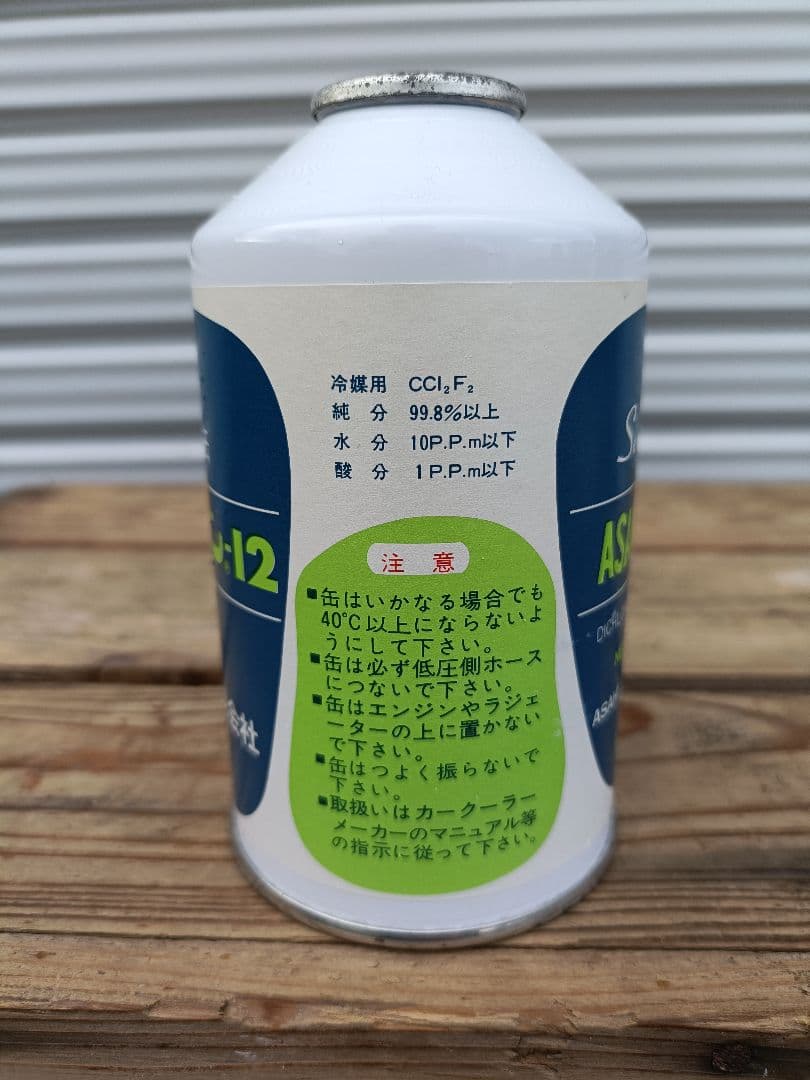 冷媒用 CCl₂F₂
純 分 99.8%以上
水 分 10P.P.m以下
酸 分 1P.P.m以下
注 意
■缶はいかなる場合でも
40℃以上にならないよ
うにして下さい。
■缶は必ず低圧側ホース
につないで下さい。
■缶はエンジンやラジェ
ーターの上に置かない
で下さい。
■缶はつよく振らないで
下さい。
■取扱いはカークーラー
メーカーのマニュアル等
の指示に従って下さい。
-12
会社
ASA
DICHL
ASAH